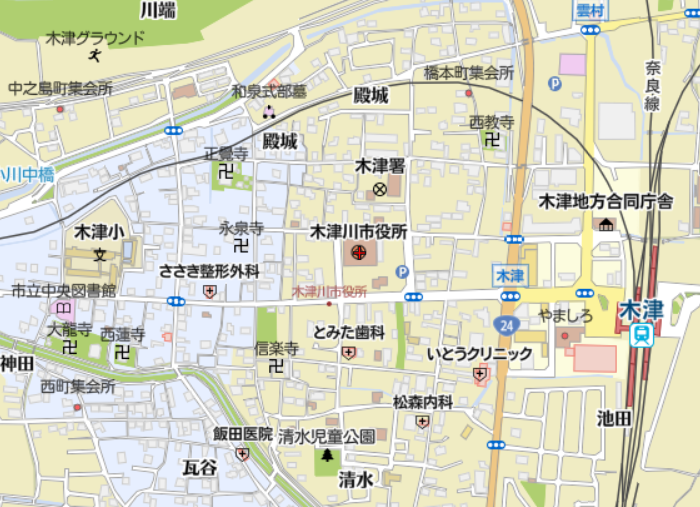 川端
雲村
木津グラウンド
奈良線
橋本町集会所
中之島町集会所
和泉式部墓
殿城
西教寺
殿城
正覺寺
木津署
小川中橋
木津地方合同庁舎
木津小
永泉寺
木津川市役所
ささき整形外科
木津
市立中央図書館
木津川市役所
木津
やましろ
24
大龍寺
西蓮寺
とみた歯科
信楽寺
いとうクリニック
神田
西町集会所
松森内科
池田
飯田医院
清水児童公園
瓦谷
清水